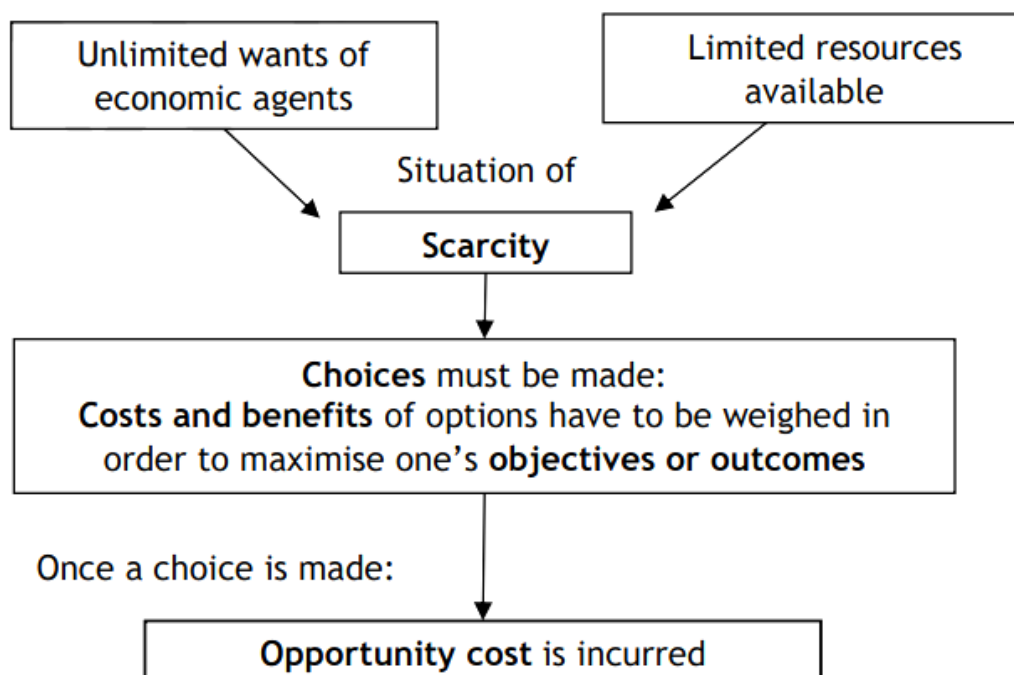 Unlimited wants of
economic agents
Limited resources
available
Situation of
Scarcity
Choices must be made:
Costs and benefits of options have to be weighed in
order to maximise one’s objectives or outcomes
Once a choice is made:
Opportunity cost is incurred